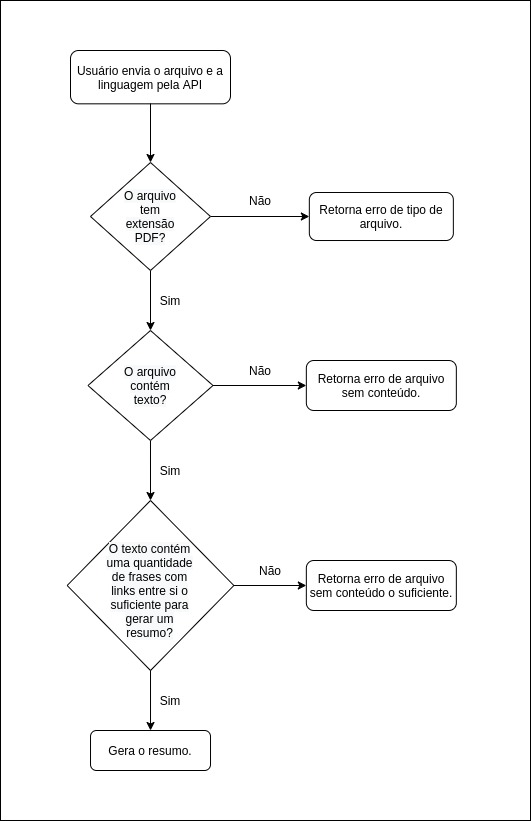 Usuário envia o arquivo e a
linguagem pela API
O arquivo
tem
extensão
PDF?
Não
Retorna erro de tipo de
arquivo.
Sim
O arquivo
contém
texto?
Não
Retorna erro de arquivo
sem conteúdo.
Sim
O texto contém
uma quantidade
de frases com
links entre si o
suficiente para
gerar um
resumo?
Não
Retorna erro de arquivo
sem conteúdo o suficiente.
Sim
Gera o resumo.